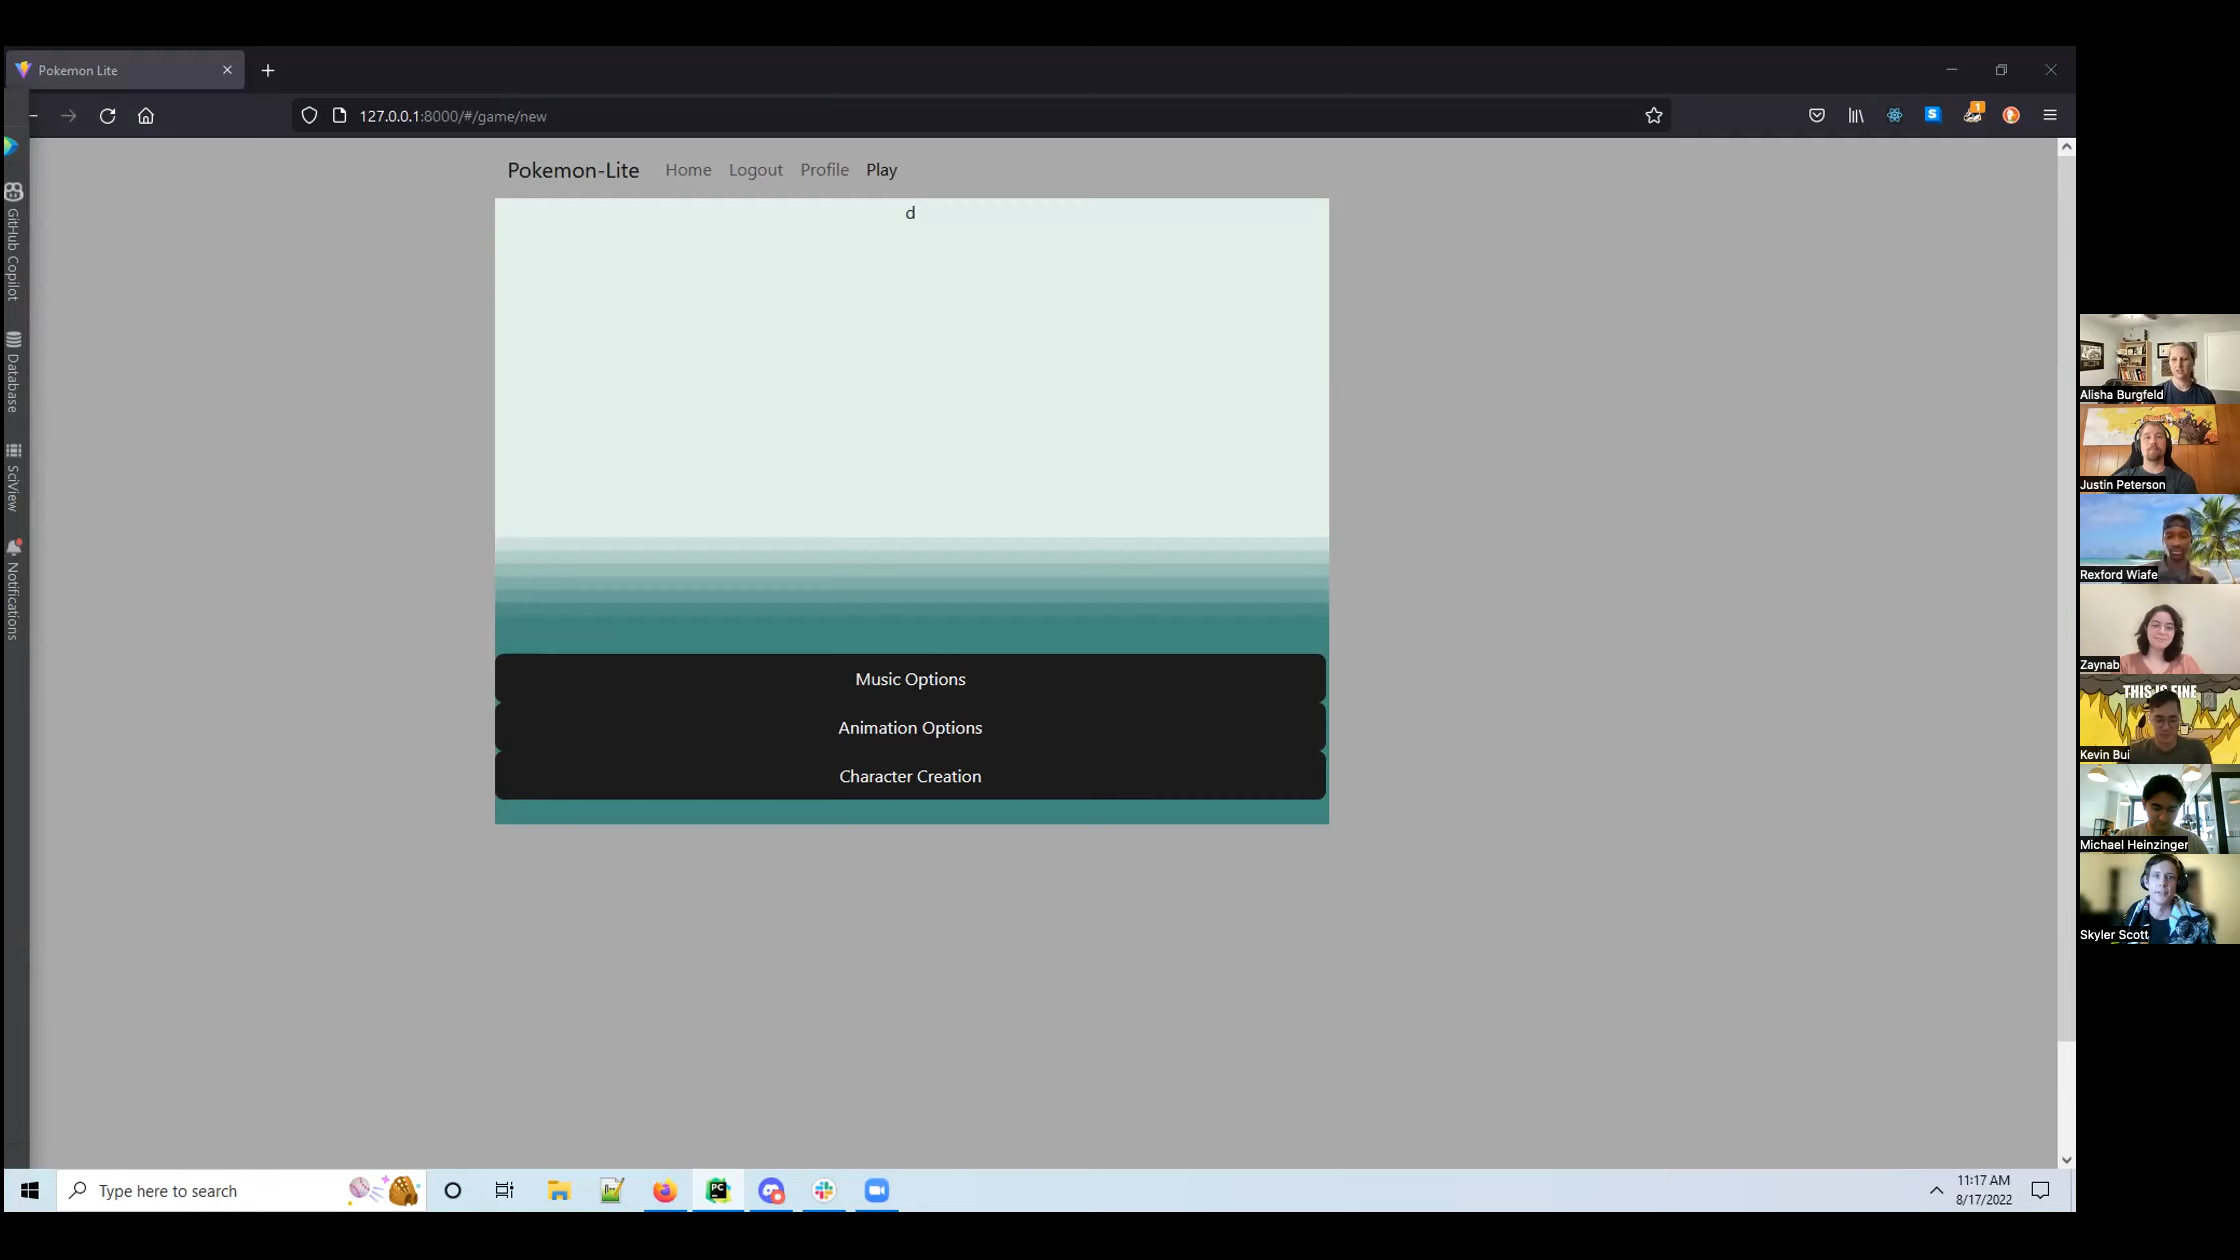 Pokemon Lite
127.0.0.1:8000/#/game/new
Pokemon-Lite Home Logout Profile Play
d
Music Options
Animation Options
Character Creation
GitHub Copilot
Database
SciView
Notifications
Alisha Burgfeld
Justin Peterson
Rexford Wiafe
Zaynab
THIS IS FINE
Kevin Bui
Michael Heinzinger
Skyler Scott
Type here to search
11:17 AM
8/17/2022